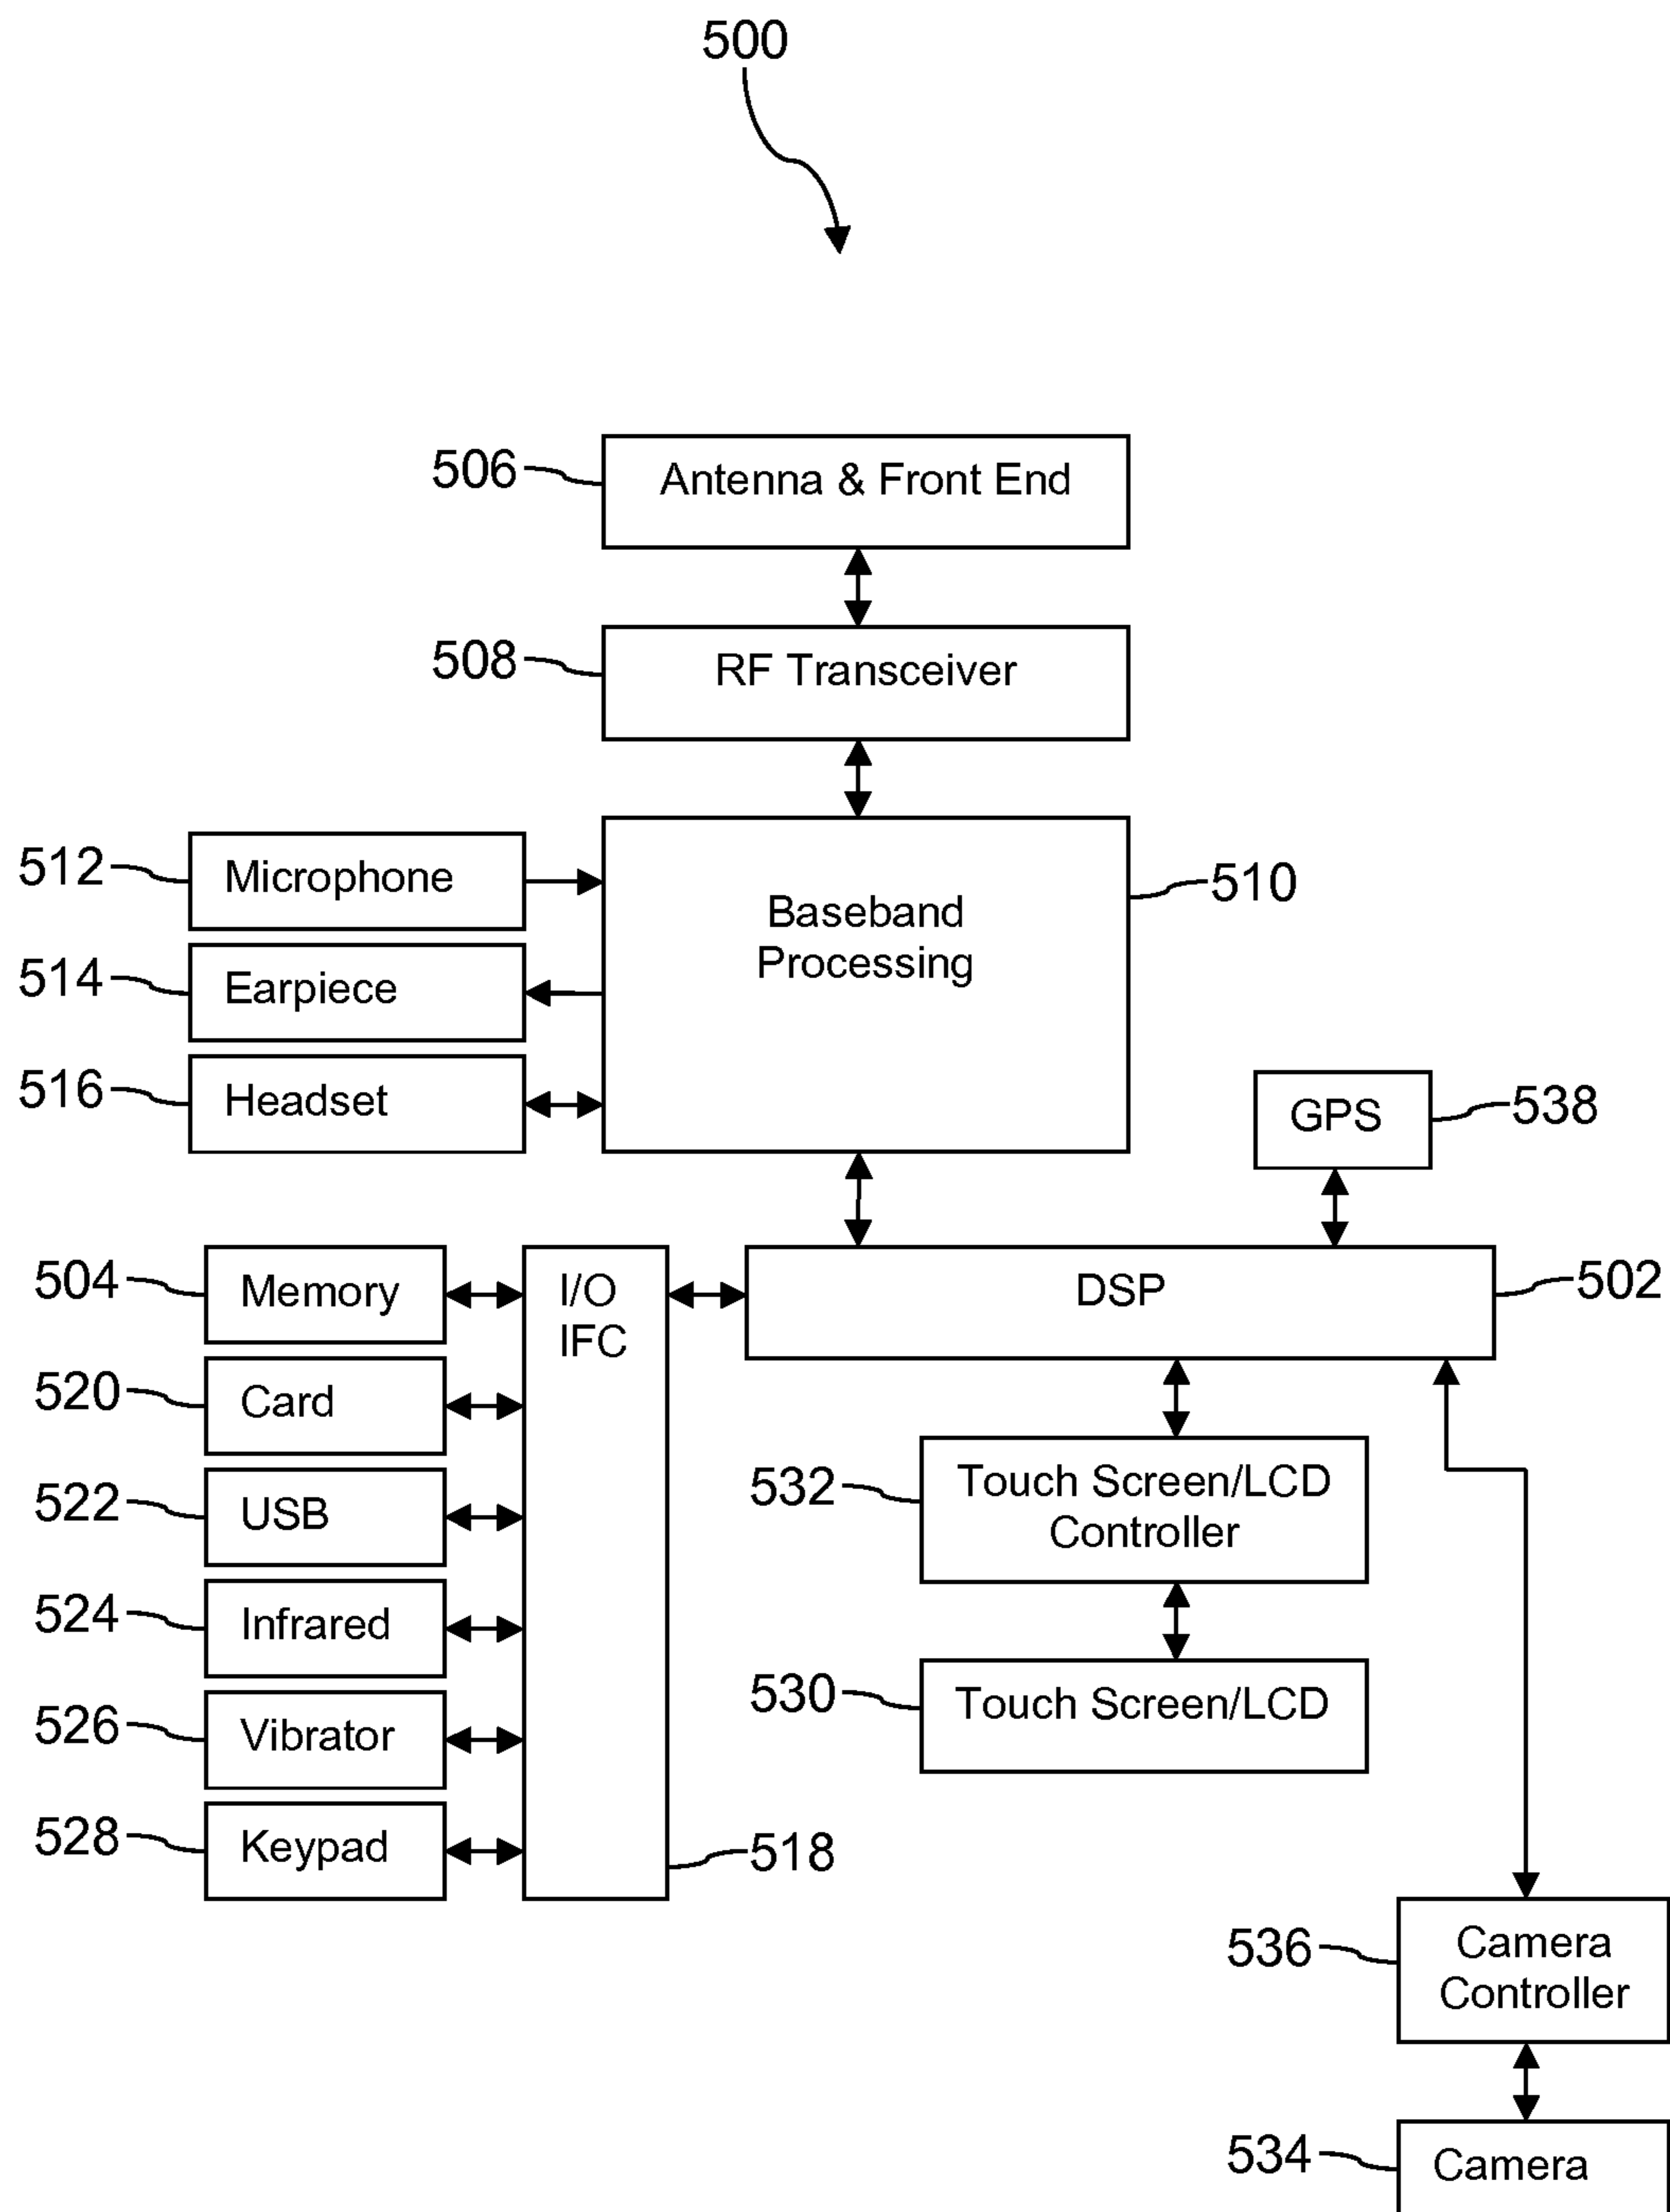 500
506
Antenna & Front End
508
RF Transceiver
512
Microphone
Baseband
Processing
510
514
Earpiece
516
Headset
GPS
538
504
Memory
I/O
IFC
DSP
502
520
Card
522
USB
532
Touch Screen/LCD
Controller
524
Infrared
526
Vibrator
530
Touch Screen/LCD
528
Keypad
518
536
Camera
Controller
534
Camera